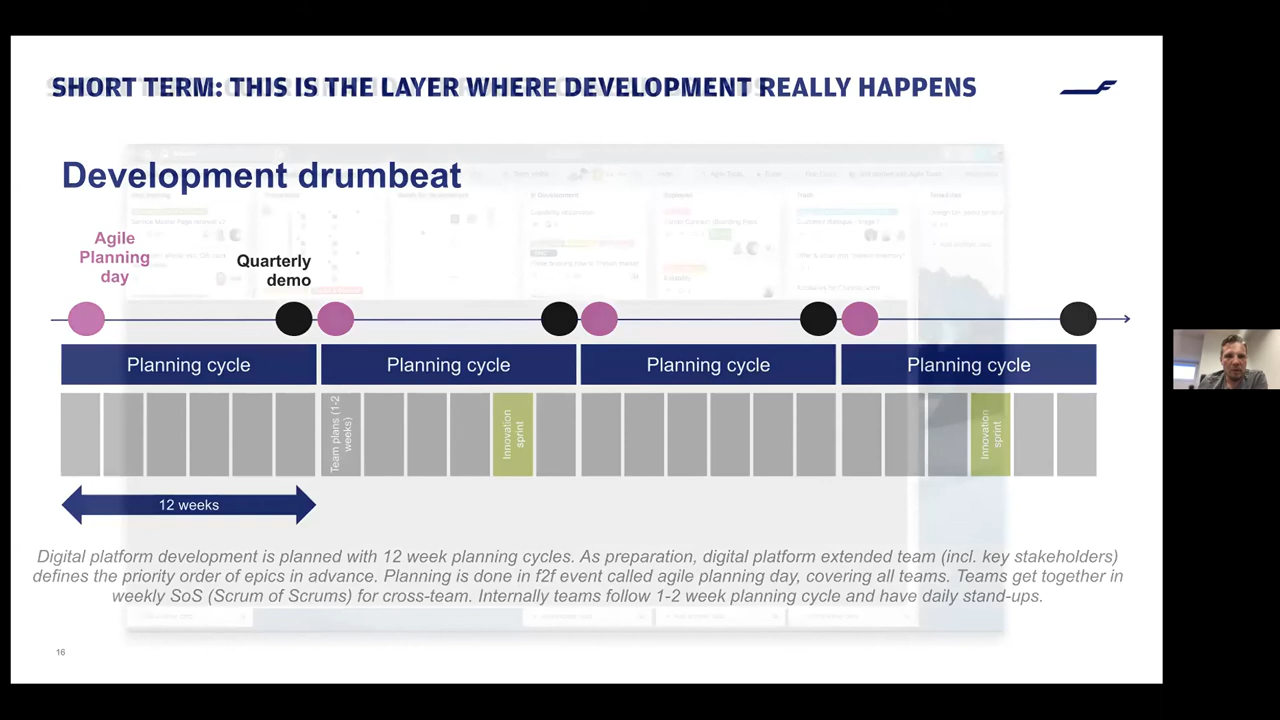 SHORT TERM: THIS IS THE LAYER WHERE DEVELOPMENT REALLY HAPPENS
Development drumbeat
Agile
Planning
day
Quarterly
demo
Planning cycle
Planning cycle
Planning cycle
Planning cycle
Team plans (1-2
weeks)
Innovation
sprint
Innovation
sprint
12 weeks
Digital platform development is planned with 12 week planning cycles. As preparation, digital platform extended team (incl. key stakeholders)
defines the priority order of epics in advance. Planning is done in f2f event called agile planning day, covering all teams. Teams get together in
weekly SoS (Scrum of Scrums) for cross-team. Internally teams follow 1-2 week planning cycle and have daily stand-ups.
16